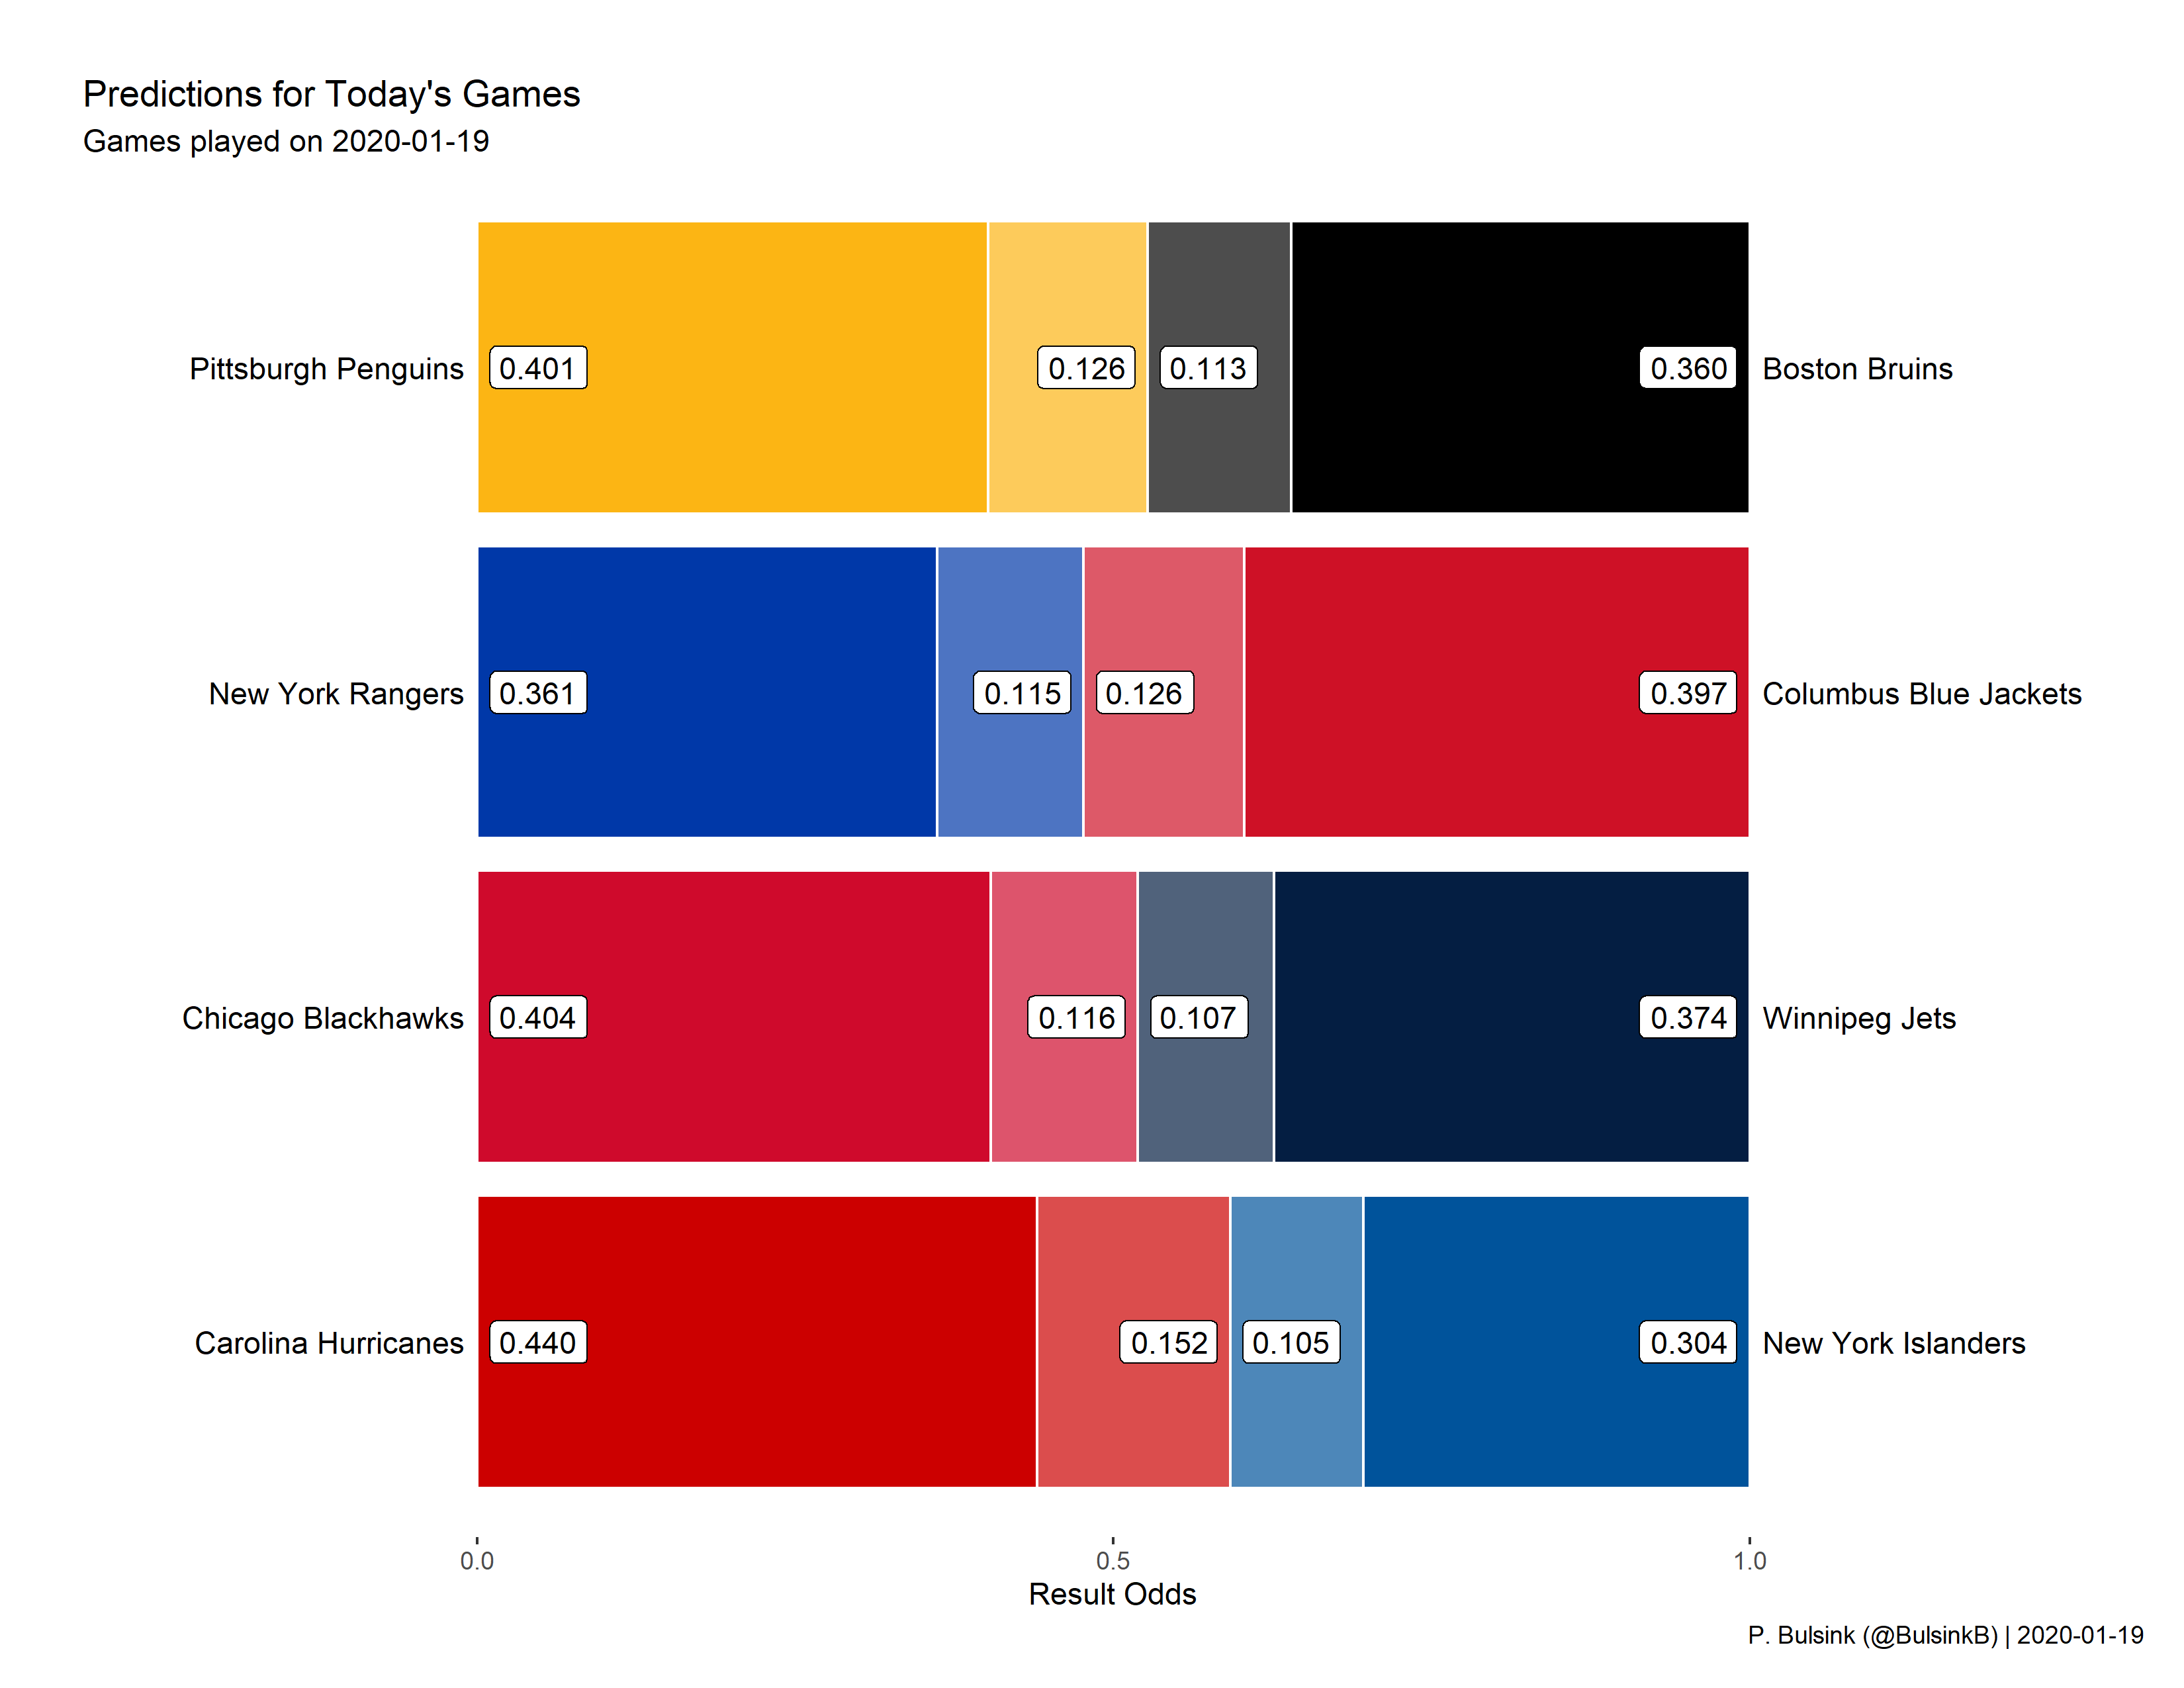 Predictions for Today's Games
Games played on 2020-01-19
Pittsburgh Penguins 0.401 0.126 0.113 0.360 Boston Bruins
New York Rangers 0.361 0.115 0.126 0.397 Columbus Blue Jackets
Chicago Blackhawks 0.404 0.116 0.107 0.374 Winnipeg Jets
Carolina Hurricanes 0.440 0.152 0.105 0.304 New York Islanders
0.0 0.5 1.0
Result Odds
P. Bulsink (@BulsinkB) | 2020-01-19